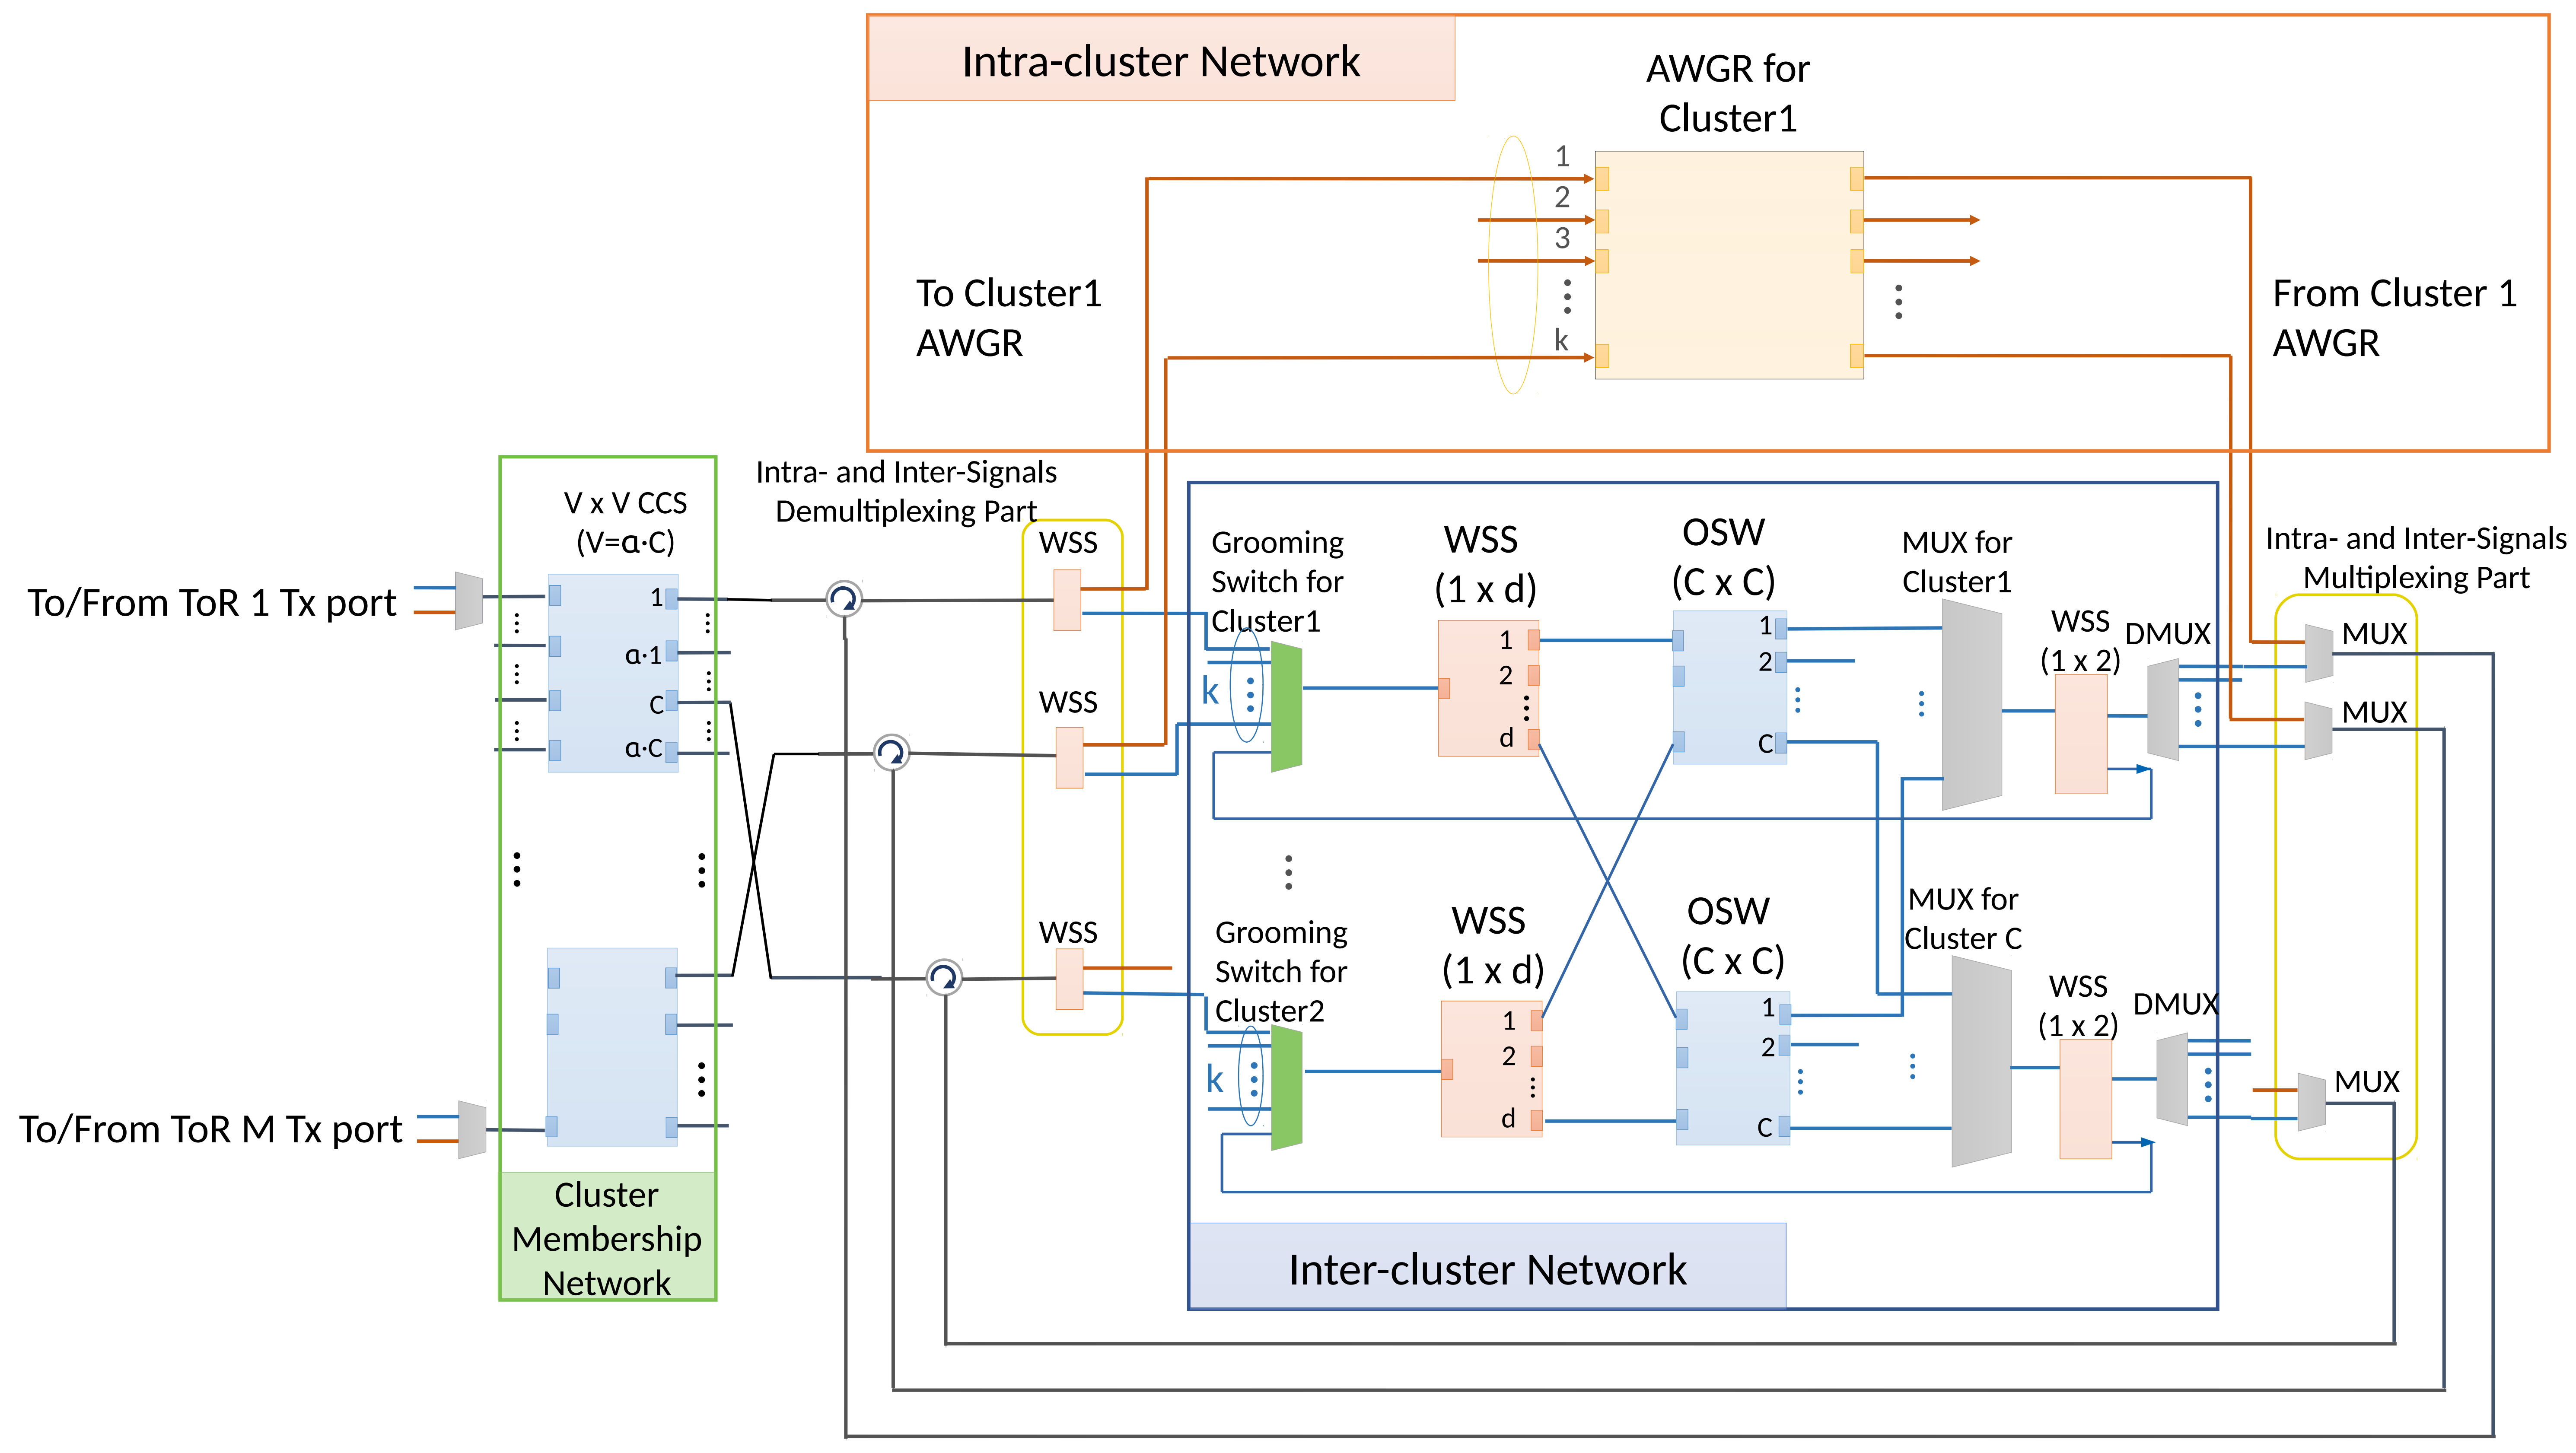 Intra-cluster Network
AWGR for
Cluster1
1
2
3
k
To Cluster1
AWGR
From Cluster 1
AWGR
Intra- and Inter-Signals
Demultiplexing Part
V x V CCS
(V=ɑ·C)
1
ɑ·1
C
ɑ·C
To/From ToR 1 Tx port
To/From ToR M Tx port
Cluster
Membership
Network
WSS
WSS
WSS
Grooming
Switch for
Cluster1
k
WSS
(1 x d)
1
2
d
OSW
(C x C)
1
2
C
MUX for
Cluster1
WSS
(1 x 2)
DMUX
Intra- and Inter-Signals
Multiplexing Part
MUX
MUX
Grooming
Switch for
Cluster2
k
WSS
(1 x d)
1
2
d
OSW
(C x C)
1
2
C
MUX for
Cluster C
WSS
(1 x 2)
DMUX
MUX
Inter-cluster Network